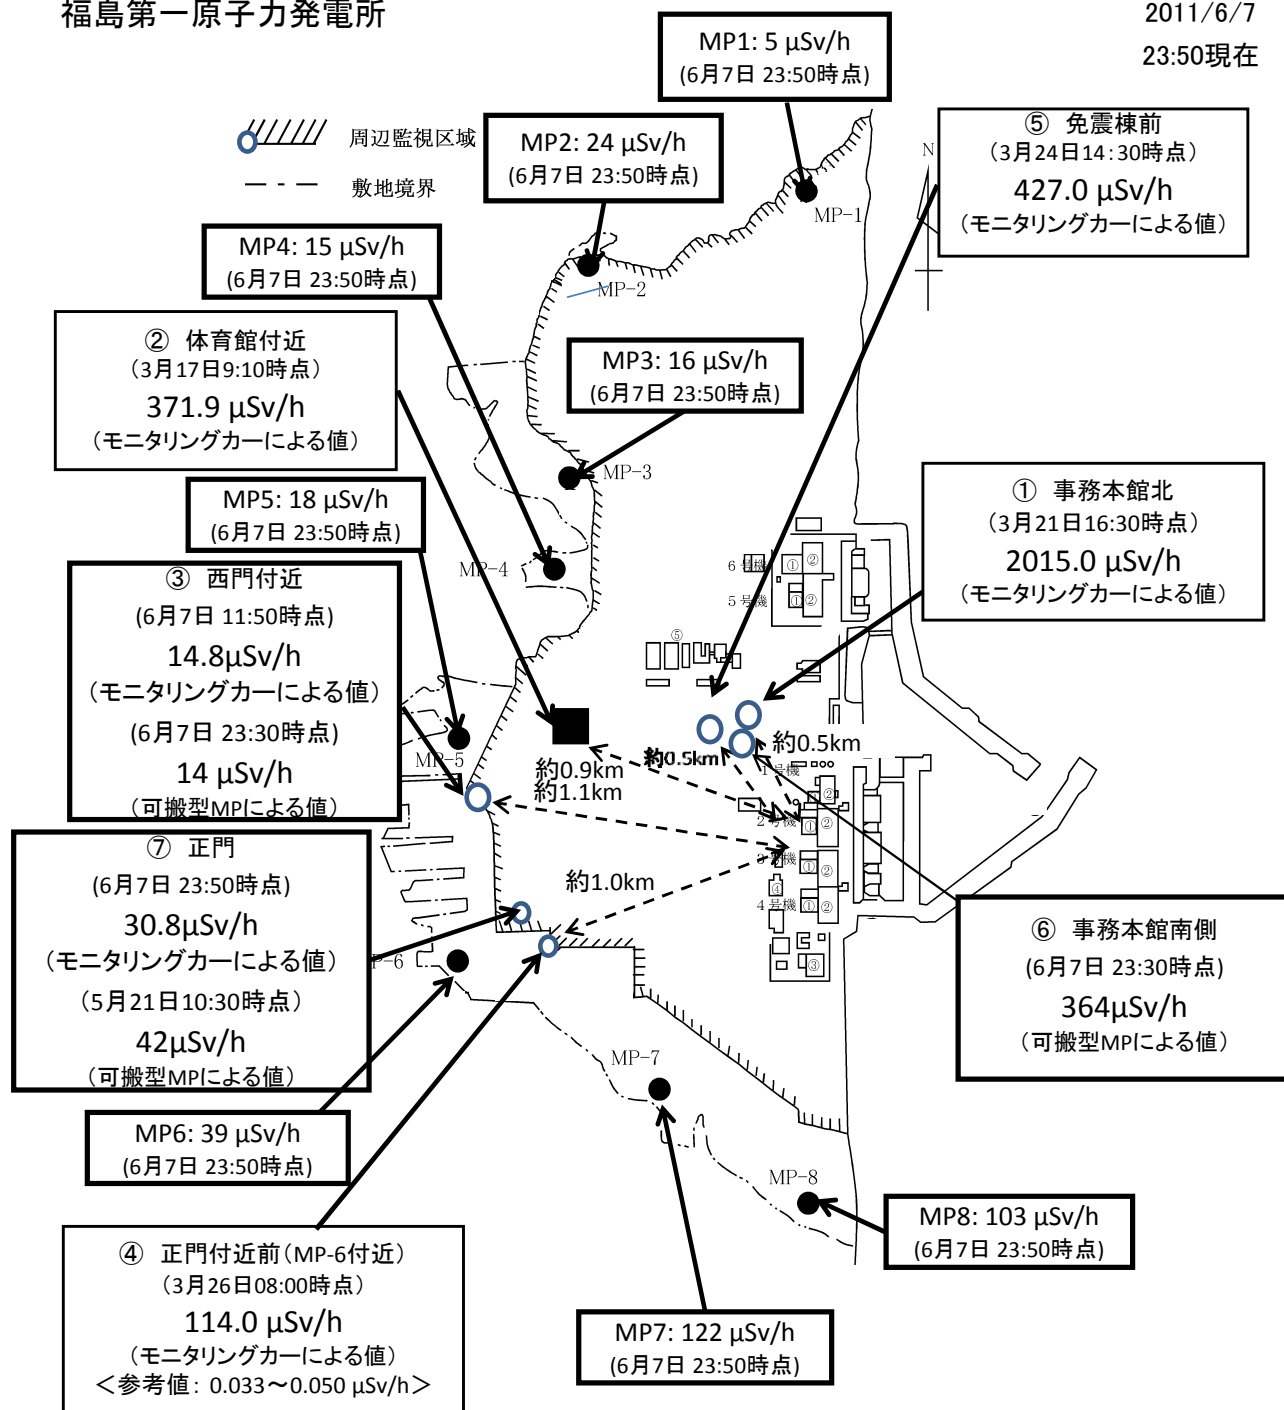 福島第一原子力発電所
2011/6/7
23:50現在
周辺監視区域
敷地境界
MP1: 5 μSv/h
(6月7日 23:50時点)
MP2: 24 μSv/h
(6月7日 23:50時点)
⑤ 免震棟前
(3月24日14:30時点)
427.0 μSv/h
(モニタリングカーによる値)
N
MP-1
MP4: 15 μSv/h
(6月7日 23:50時点)
MP-2
② 体育館付近
(3月17日9:10時点)
371.9 μSv/h
(モニタリングカーによる値)
MP3: 16 μSv/h
(6月7日 23:50時点)
MP-3
MP5: 18 μSv/h
(6月7日 23:50時点)
① 事務本館北
(3月21日16:30時点)
2015.0 μSv/h
(モニタリングカーによる値)
MP-4
6号機
①
②
5号機
①
②
③ 西門付近
(6月7日 11:50時点)
14.8μSv/h
(モニタリングカーによる値)
(6月7日 23:30時点)
14 μSv/h
(可搬型MPによる値)
⑤
MP-5
約0.9km
約1.1km
約0.5km
約0.5km
1号機
①
②
2号機
①
②
3号機
①
②
④
4号機
①
②
③
約1.0km
⑦ 正門
(6月7日 23:50時点)
30.8μSv/h
(モニタリングカーによる値)
(5月21日10:30時点)
42μSv/h
(可搬型MPによる値)
P-6
⑥ 事務本館南側
(6月7日 23:30時点)
364μSv/h
(可搬型MPによる値)
MP-7
MP6: 39 μSv/h
(6月7日 23:50時点)
MP-8
MP8: 103 μSv/h
(6月7日 23:50時点)
④ 正門付近前(MP-6付近)
(3月26日08:00時点)
114.0 μSv/h
(モニタリングカーによる値)
<参考値: 0.033～0.050 μSv/h>
MP7: 122 μSv/h
(6月7日 23:50時点)